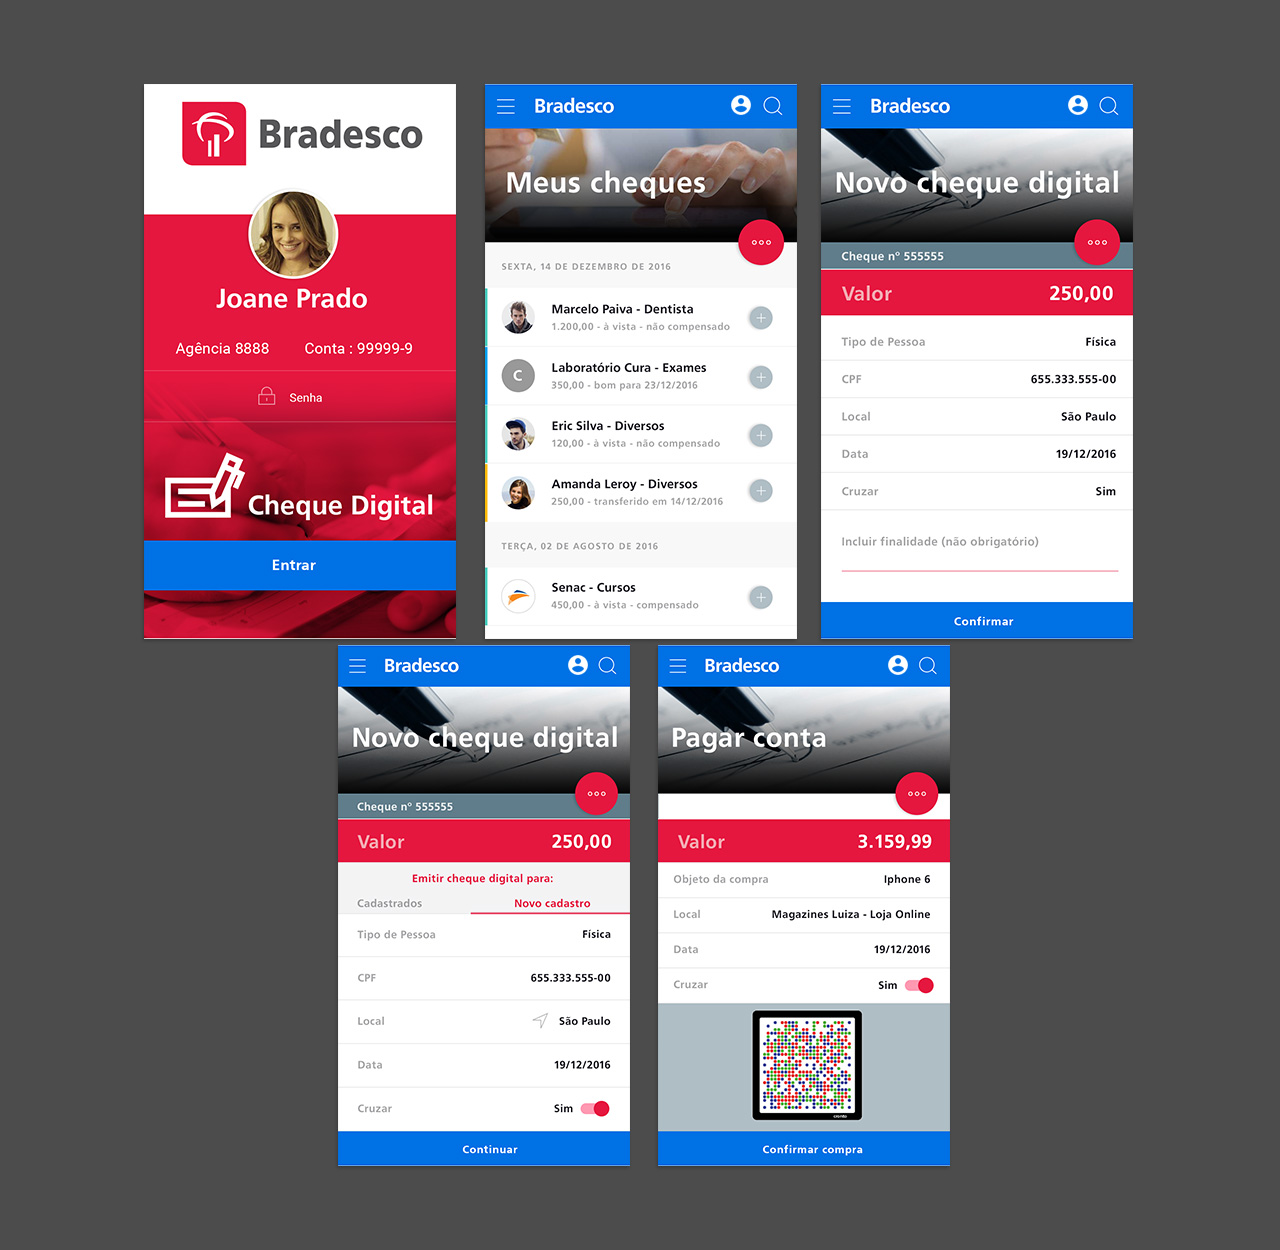 Bradesco
Joane Prado
Agência 8888 Conta : 99999-9
Senha
Cheque Digital
Entrar
Bradesco
Meus cheques
SEXTA, 14 DE DEZEMBRO DE 2016
Marcelo Paiva - Dentista
1.200,00 - à vista - não compensado
C
Laboratório Cura - Exames
350,00 - bom para 23/12/2016
Eric Silva - Diversos
120,00 - à vista - não compensado
Amanda Leroy - Diversos
250,00 - transferido em 14/12/2016
TERÇA, 02 DE AGOSTO DE 2016
Senac - Cursos
450,00 - à vista - compensado
Bradesco
Novo cheque digital
Cheque nº 555555
Valor 250,00
Tipo de Pessoa Física
CPF 655.333.555-00
Local São Paulo
Data 19/12/2016
Cruzar Sim
Incluir finalidade (não obrigatório)
Confirmar
Bradesco
Novo cheque digital
Cheque nº 555555
Valor 250,00
Emitir cheque digital para:
Cadastrados Novo cadastro
Tipo de Pessoa Física
CPF 655.333.555-00
Local São Paulo
Data 19/12/2016
Cruzar Sim
Continuar
Bradesco
Pagar conta
Valor 3.159,99
Objeto da compra Iphone 6
Local Magazines Luiza - Loja Online
Data 19/12/2016
Cruzar Sim
Confirmar compra